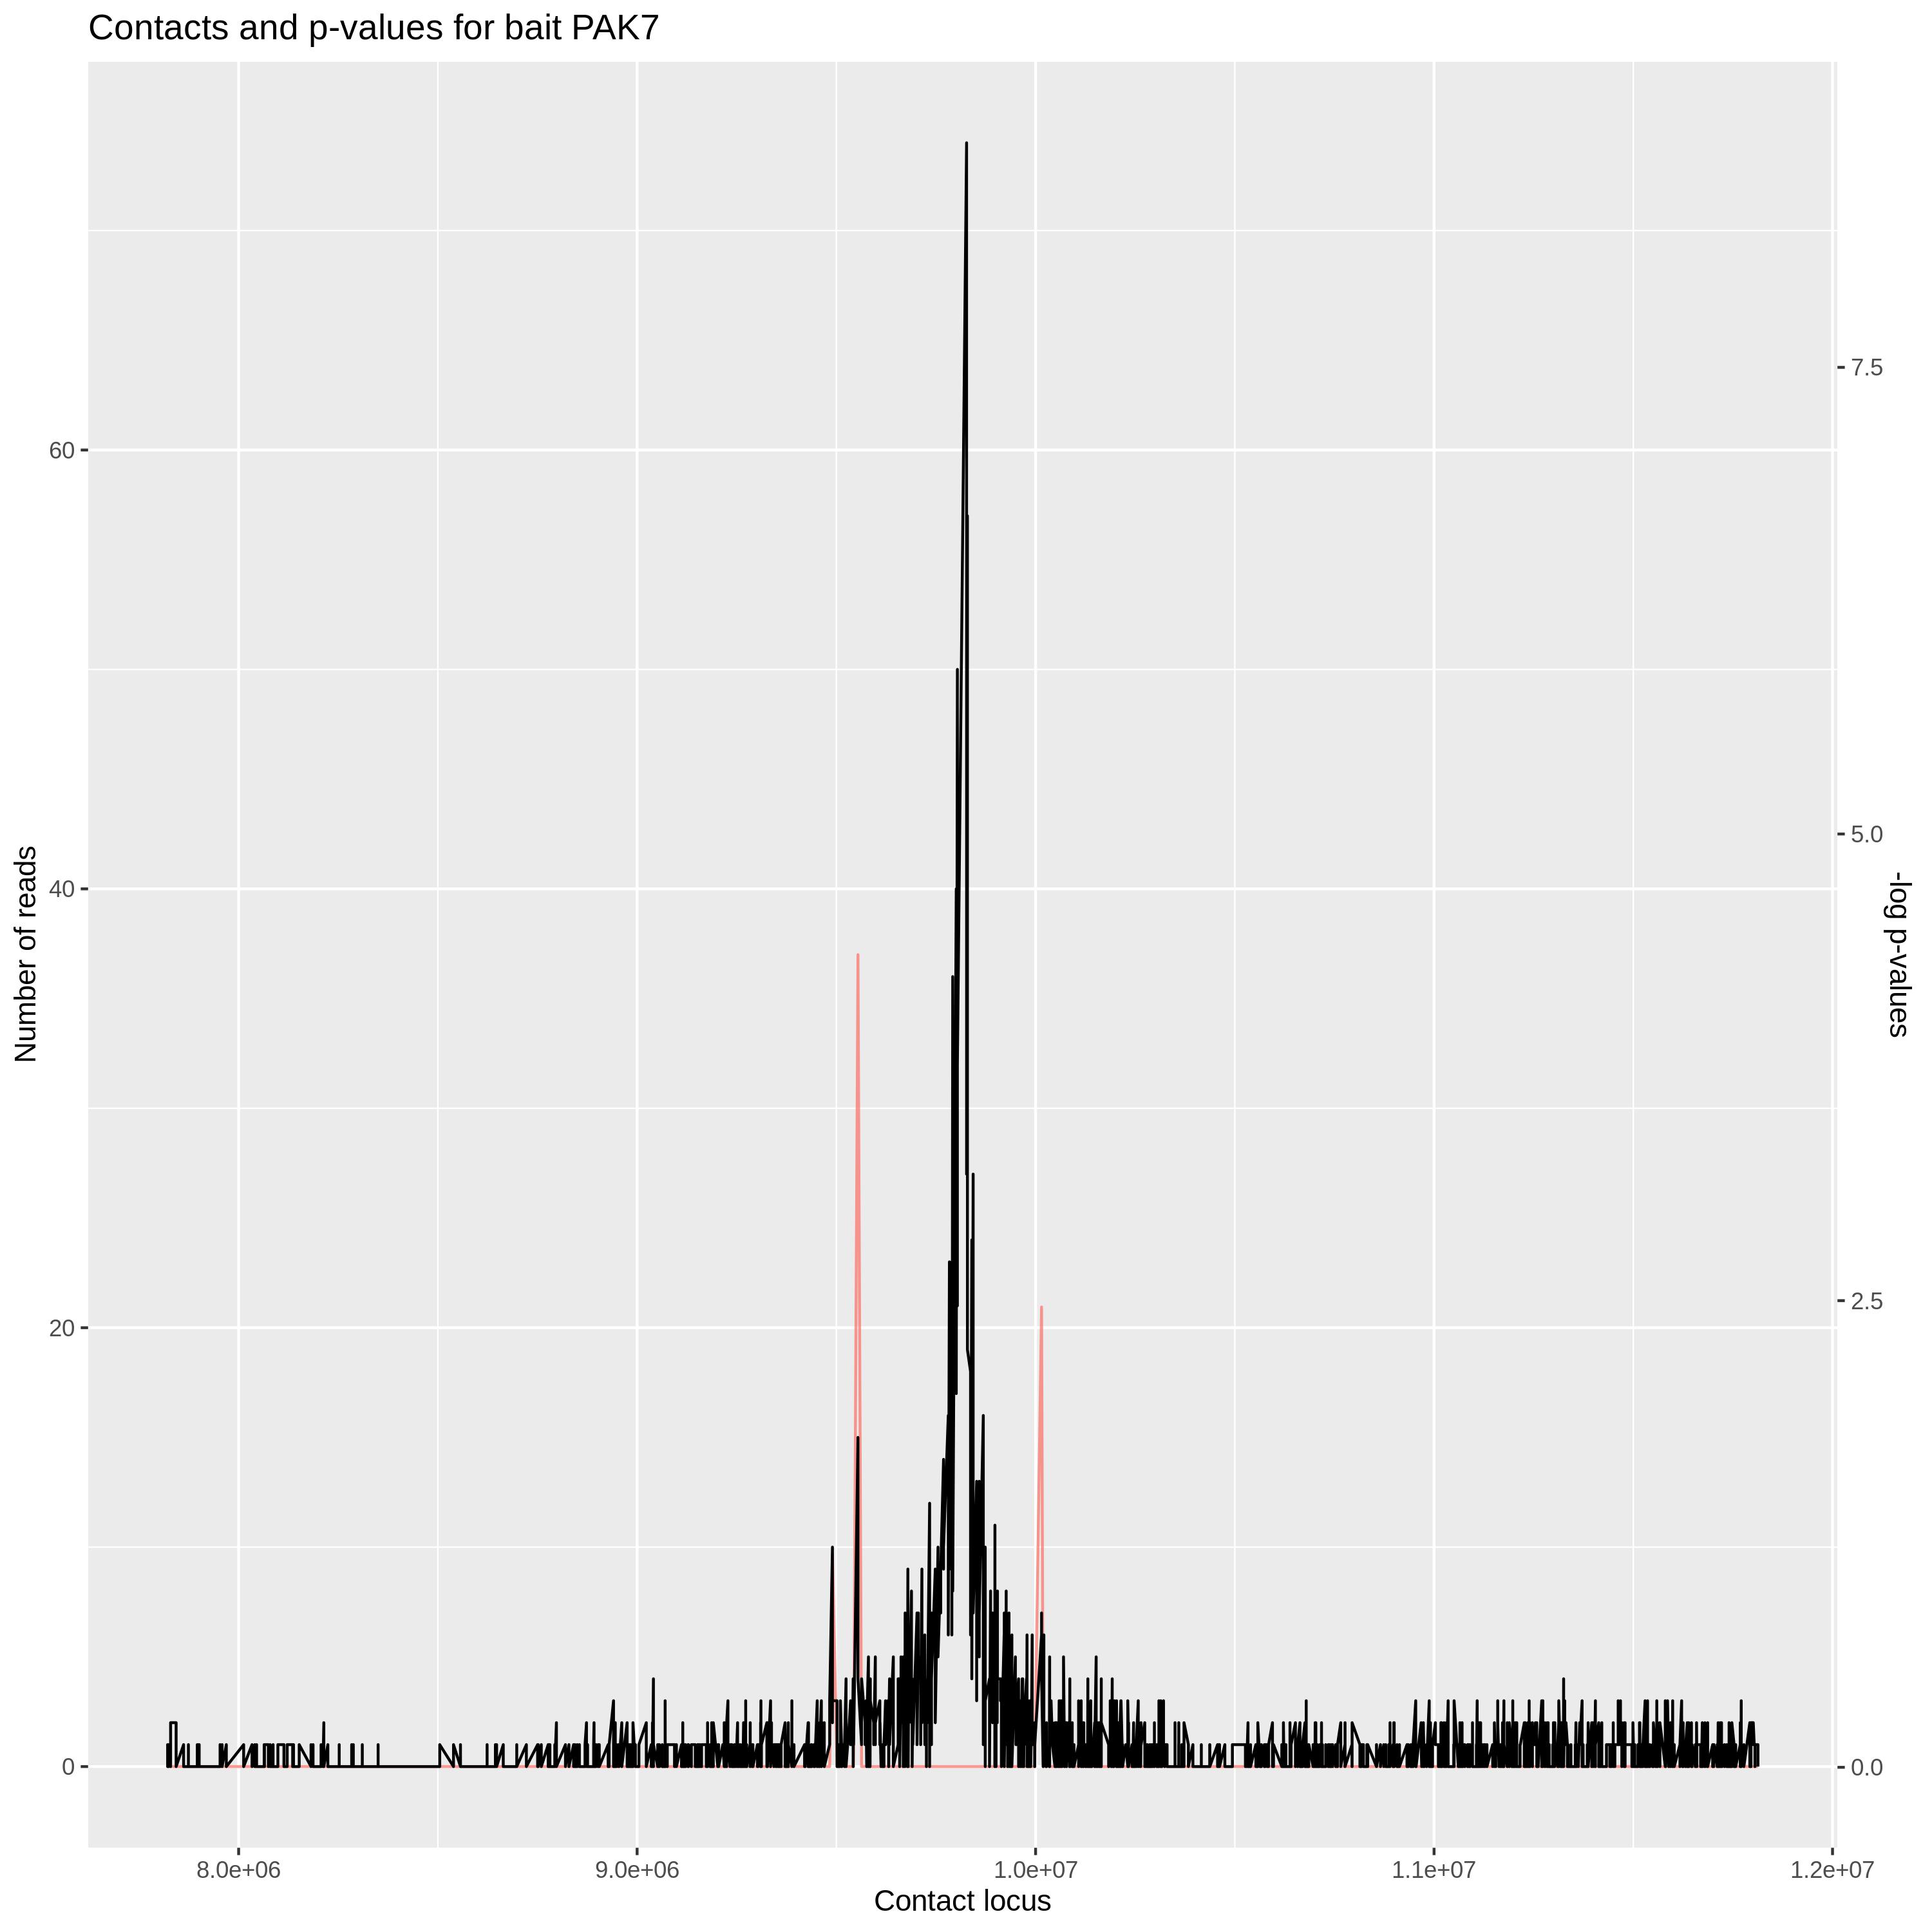 Contacts and p-values for bait PAK7
Number of reads
60
40
20
0
7.5
5.0
2.5
0.0
-log p-values
8.0e+06 9.0e+06 1.0e+07 1.1e+07 1.2e+07
Contact locus